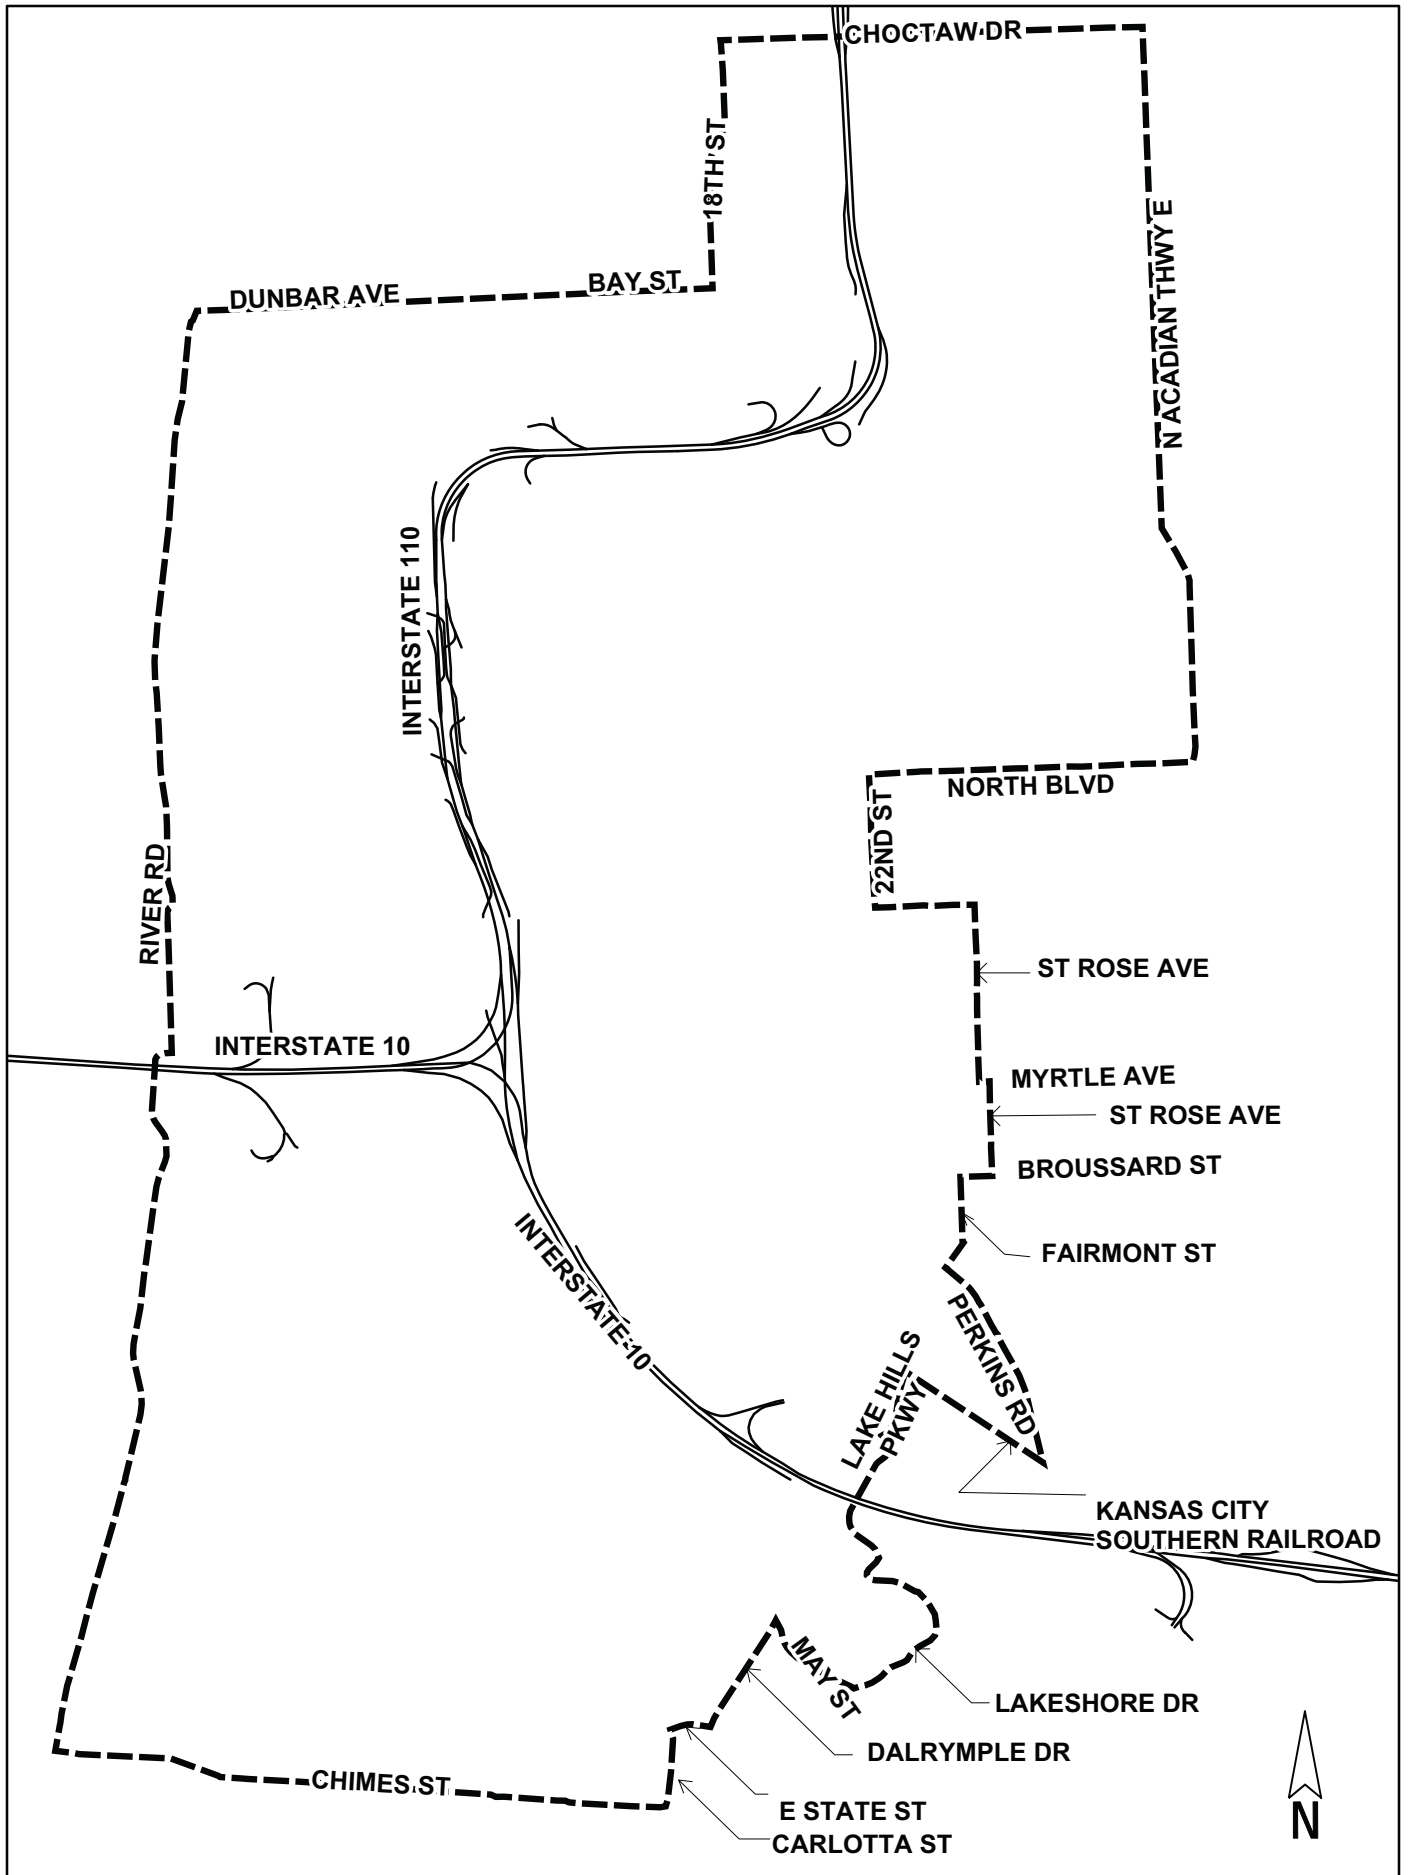 CHOCTAW DR
18TH ST
N ACADIAN THWY E
DUNBAR AVE
BAY ST
INTERSTATE 110
NORTH BLVD
22ND ST
RIVER RD
ST ROSE AVE
INTERSTATE 10
MYRTLE AVE
ST ROSE AVE
BROUSSARD ST
INTERSTATE 10
FAIRMONT ST
PERKINS RD
LAKE HILLS
PKWY
KANSAS CITY
SOUTHERN RAILROAD
MAY ST
LAKESHORE DR
DALRYMPLE DR
CHIMES ST
E STATE ST
CARLOTTA ST
N